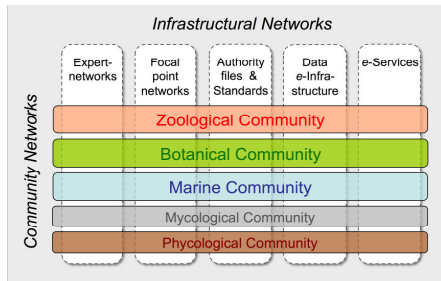 Infrastructural Networks
Expert-
networks
Focal
point
networks
Authority
files &
Standards
Data
e-Infra-
structure
e-Services
Community Networks
Zoological Community
Botanical Community
Marine Community
Mycological Community
Phycological Community